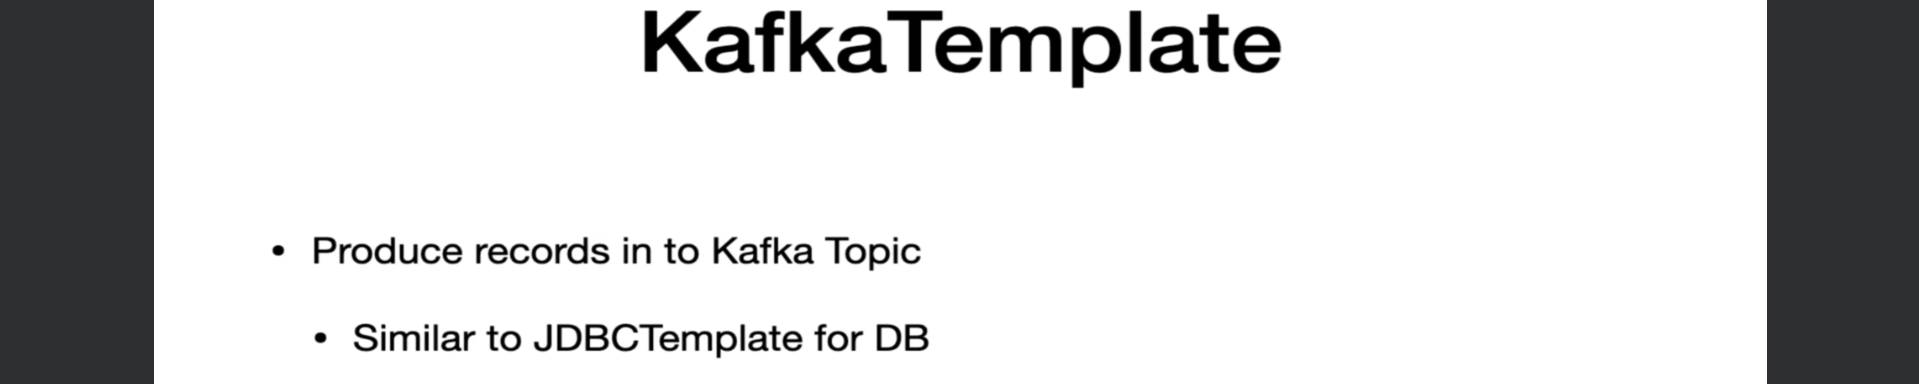 KafkaTemplate
• Produce records in to Kafka Topic
• Similar to JDBCTemplate for DB